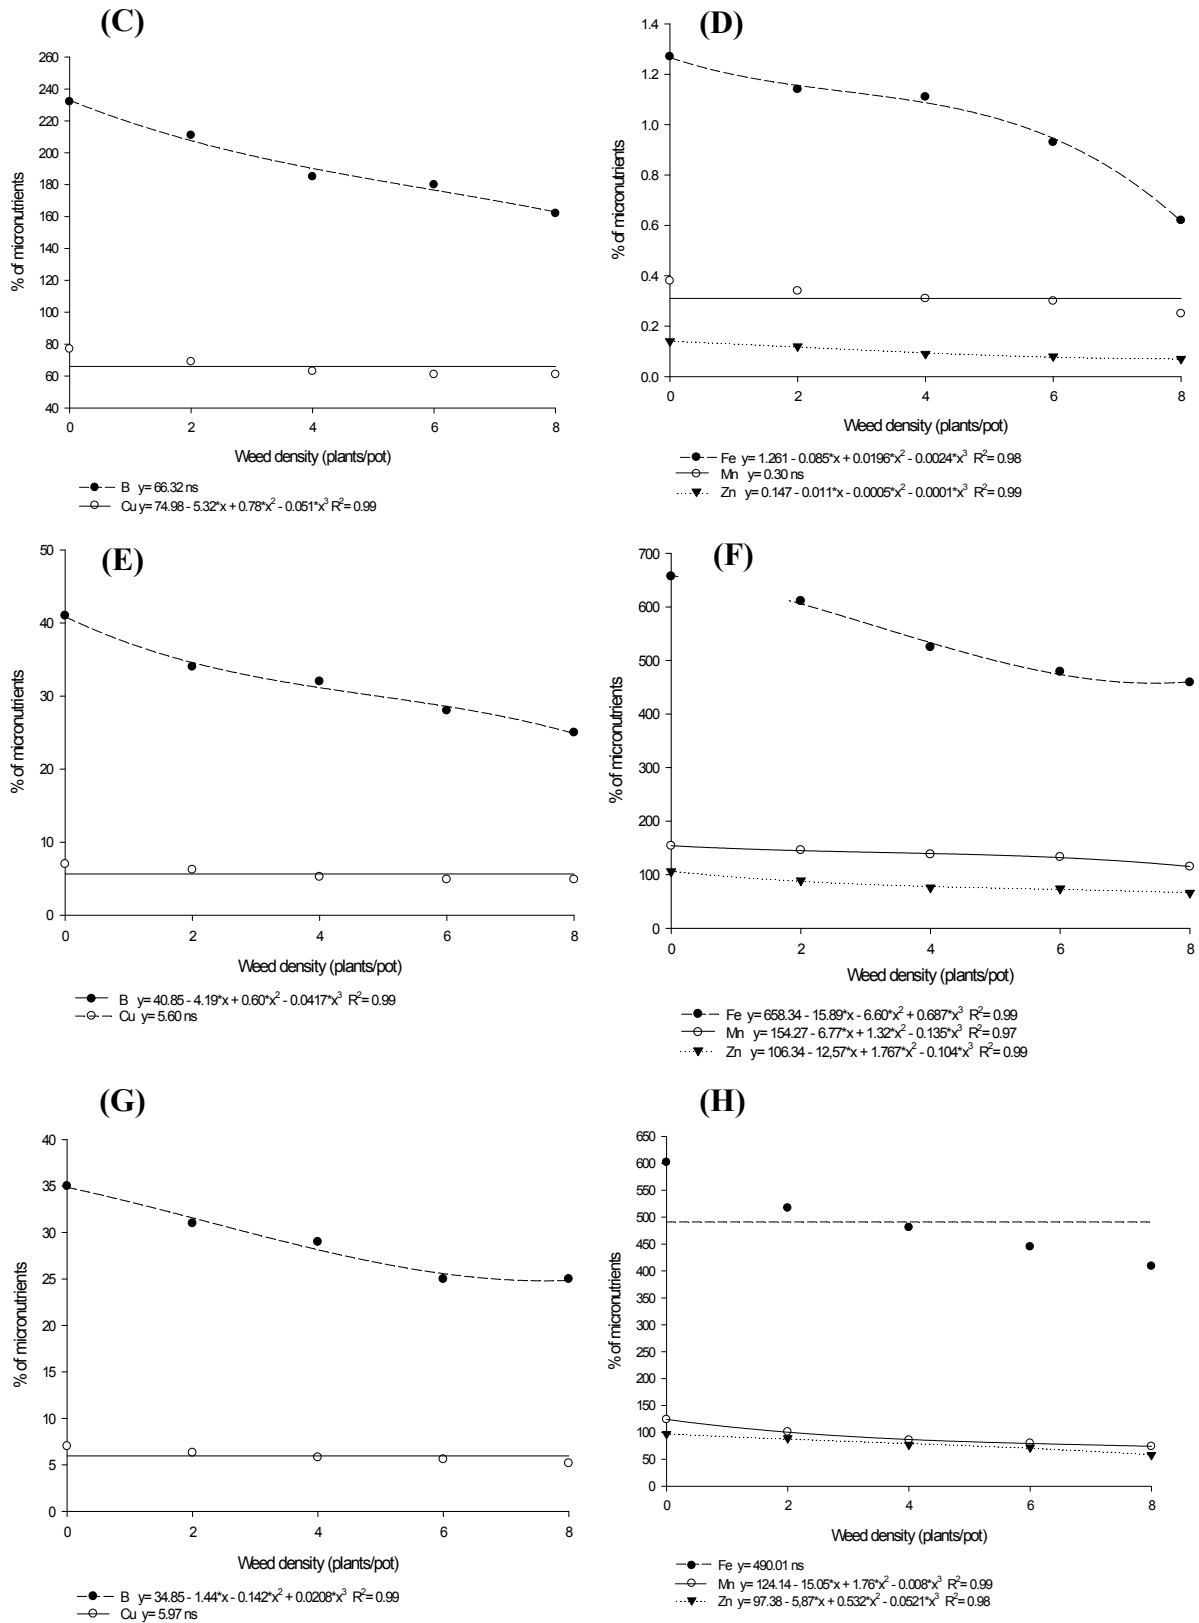 (C)
% of micronutrients
260
240
220
200
180
160
140
120
100
80
60
40
0 2 4 6 8
Weed density (plants/pot)
B y= 66.32 ns
Cu y= 74.98 - 5.32*x + 0.78*x² - 0.051*x³ R²= 0.99
(D)
% of micronutrients
1.4
1.2
1.0
0.8
0.6
0.4
0.2
0.0
0 2 4 6 8
Weed density (plants/pot)
Fe y= 1.261 - 0.085*x + 0.0196*x² - 0.0024*x³ R²= 0.98
Mn y= 0.30 ns
Zn y= 0.147 - 0.011*x - 0.0005*x² - 0.0001*x³ R²= 0.99
(E)
% of micronutrients
50
40
30
20
10
0
0 2 4 6 8
Weed density (plants/pot)
B y= 40.85 - 4.19*x + 0.60*x² - 0.0417*x³ R²= 0.99
Cu y= 5.60 ns
(F)
% of micronutrients
700
600
500
400
300
200
150
100
50
0
0 2 4 6 8
Weed density (plants/pot)
Fe y= 658.34 - 15.89*x - 6.60*x² + 0.687*x³ R²= 0.99
Mn y= 154.27 - 6.77*x + 1.32*x² - 0.135*x³ R²= 0.97
Zn y= 106.34 - 12,57*x + 1.767*x² - 0.104*x³ R²= 0.99
(G)
% of micronutrients
40
35
30
25
20
15
10
5
0
0 2 4 6 8
Weed density (plants/pot)
B y= 34.85 - 1.44*x - 0.142*x² + 0.0208*x³ R²= 0.99
Cu y= 5.97 ns
(H)
% of micronutrients
650
600
550
500
450
400
350
300
250
200
150
100
50
0
0 2 4 6 8
Weed density (plants/pot)
Fe y= 490.01 ns
Mn y= 124.14 - 15.05*x + 1.76*x² - 0.008*x³ R²= 0.99
Zn y= 97.38 - 5,87*x + 0.532*x² - 0.0521*x³ R²= 0.98